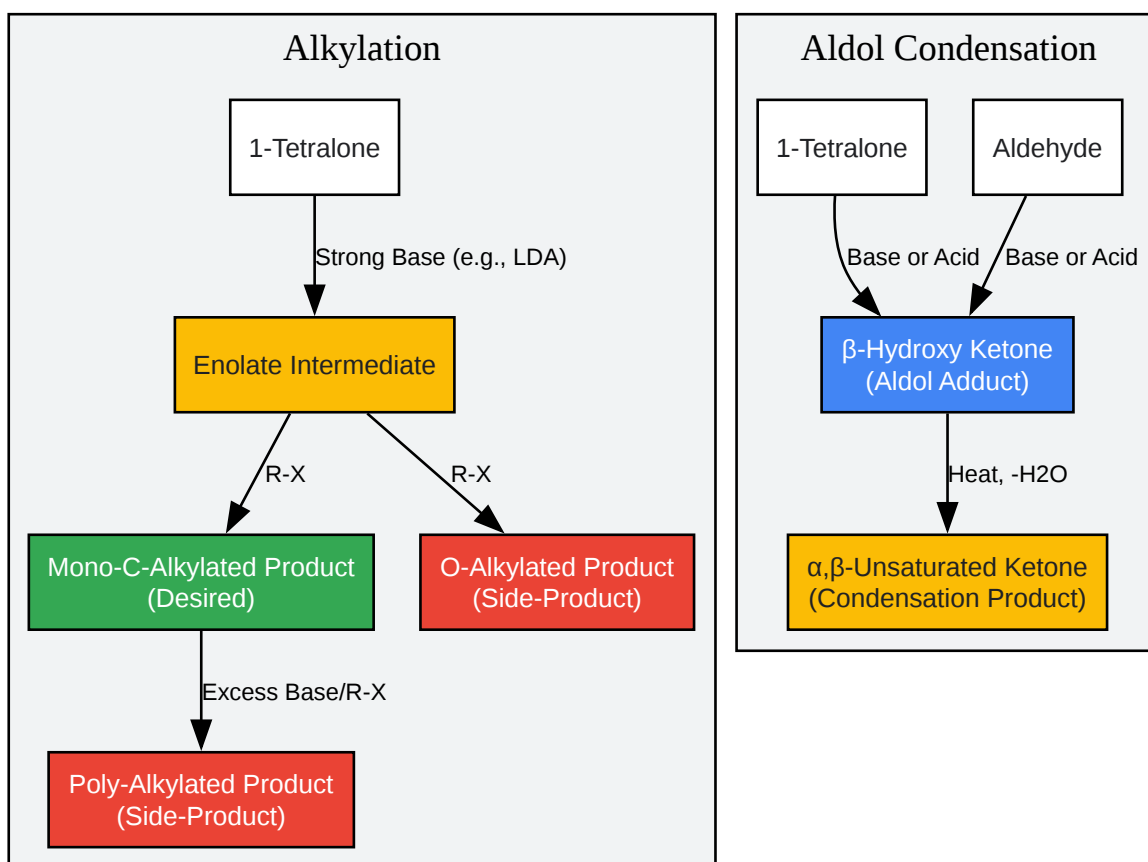 Alkylation
1-Tetralone
Strong Base (e.g., LDA)
Enolate Intermediate
R-X
R-X
Mono-C-Alkylated Product
(Desired)
O-Alkylated Product
(Side-Product)
Excess Base/R-X
Poly-Alkylated Product
(Side-Product)
Aldol Condensation
1-Tetralone
Aldehyde
Base or Acid
Base or Acid
β-Hydroxy Ketone
(Aldol Adduct)
Heat, -H2O
α,β-Unsaturated Ketone
(Condensation Product)